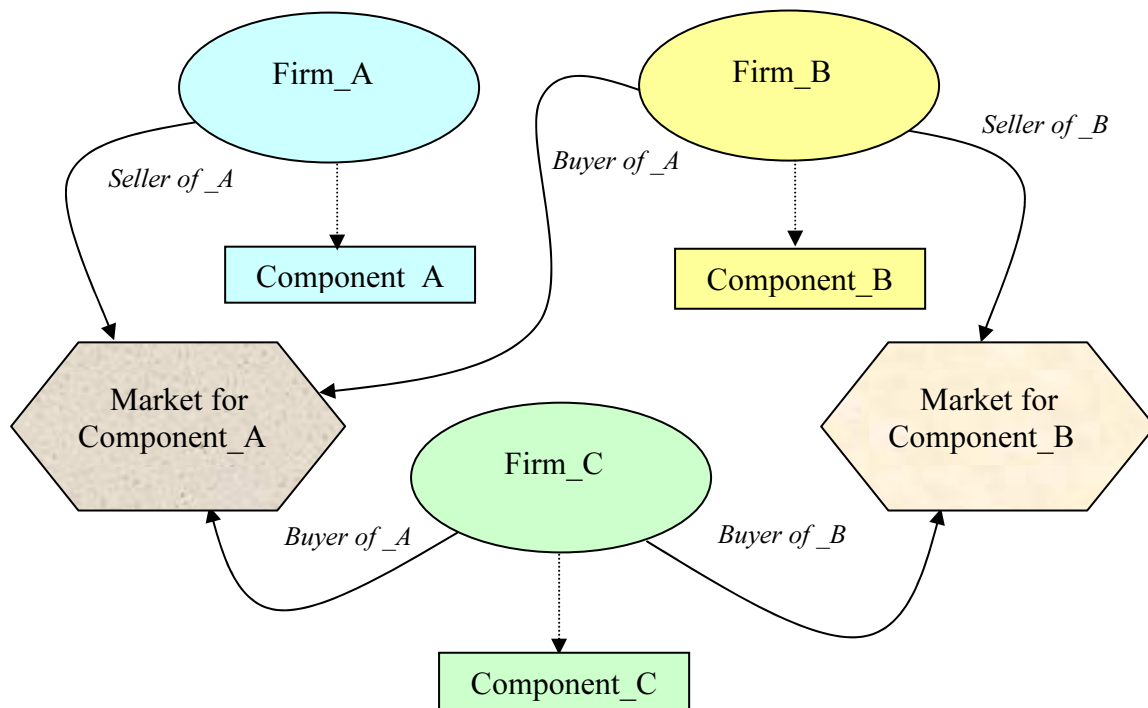 Firm_A
Firm_B
Seller of _B
Buyer of _A
Seller of _A
Component A
Component_B
Market for
Component_A
Market for
Component_B
Firm_C
Buyer of _A
Buyer of _B
Component_C